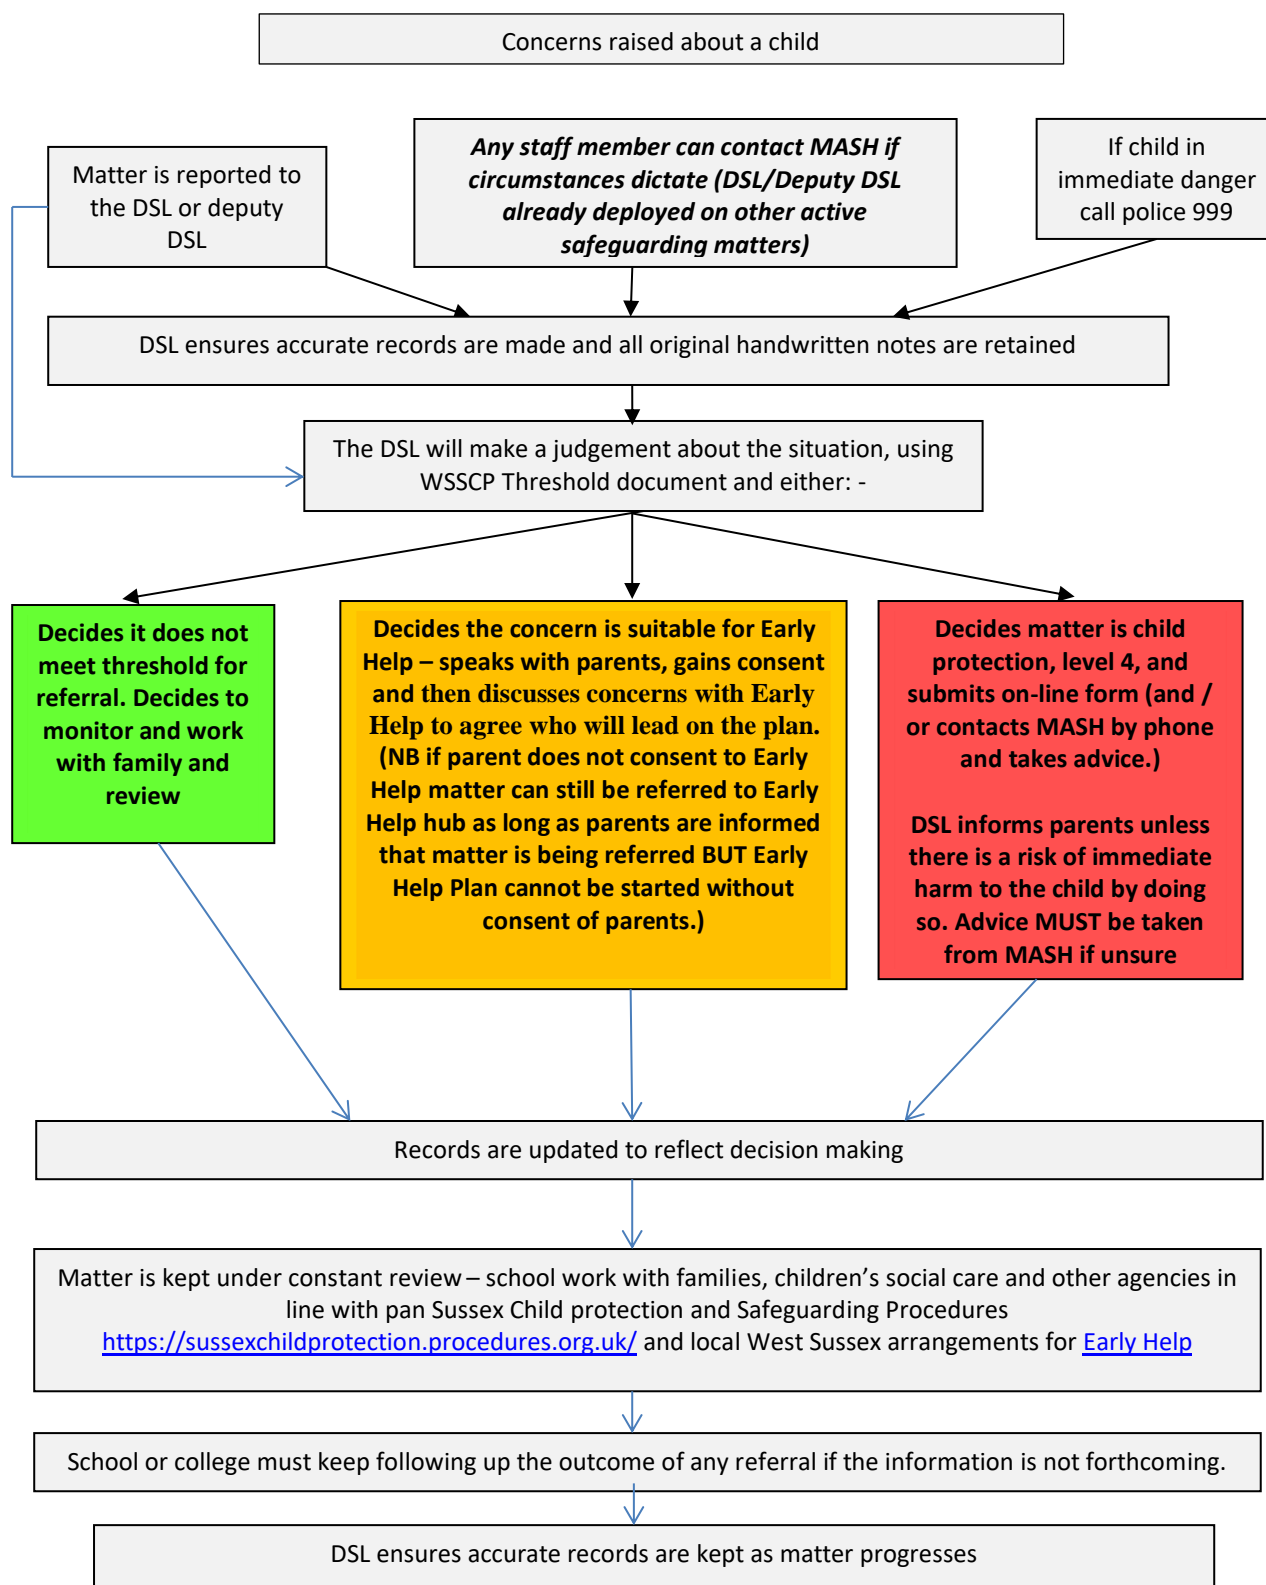 Concerns raised about a child
Matter is reported to
the DSL or deputy
DSL
Any staff member can contact MASH if
circumstances dictate (DSL/Deputy DSL
already deployed on other active
safeguarding matters)
If child in
immediate danger
call police 999
DSL ensures accurate records are made and all original handwritten notes are retained
The DSL will make a judgement about the situation, using
WSSCP Threshold document and either: -
Decides it does not
meet threshold for
referral. Decides to
monitor and work
with family and
review
Decides the concern is suitable for Early
Help – speaks with parents, gains consent
and then discusses concerns with Early
Help to agree who will lead on the plan.
(NB if parent does not consent to Early
Help matter can still be referred to Early
Help hub as long as parents are informed
that matter is being referred BUT Early
Help Plan cannot be started without
consent of parents.)
Decides matter is child
protection, level 4, and
submits on-line form (and /
or contacts MASH by phone
and takes advice.)
DSL informs parents unless
there is a risk of immediate
harm to the child by doing
so. Advice MUST be taken
from MASH if unsure
Records are updated to reflect decision making
Matter is kept under constant review – school work with families, children’s social care and other agencies in
line with pan Sussex Child protection and Safeguarding Procedures
https://sussexchildprotection.procedures.org.uk/ and local West Sussex arrangements for Early Help
School or college must keep following up the outcome of any referral if the information is not forthcoming.
DSL ensures accurate records are kept as matter progresses